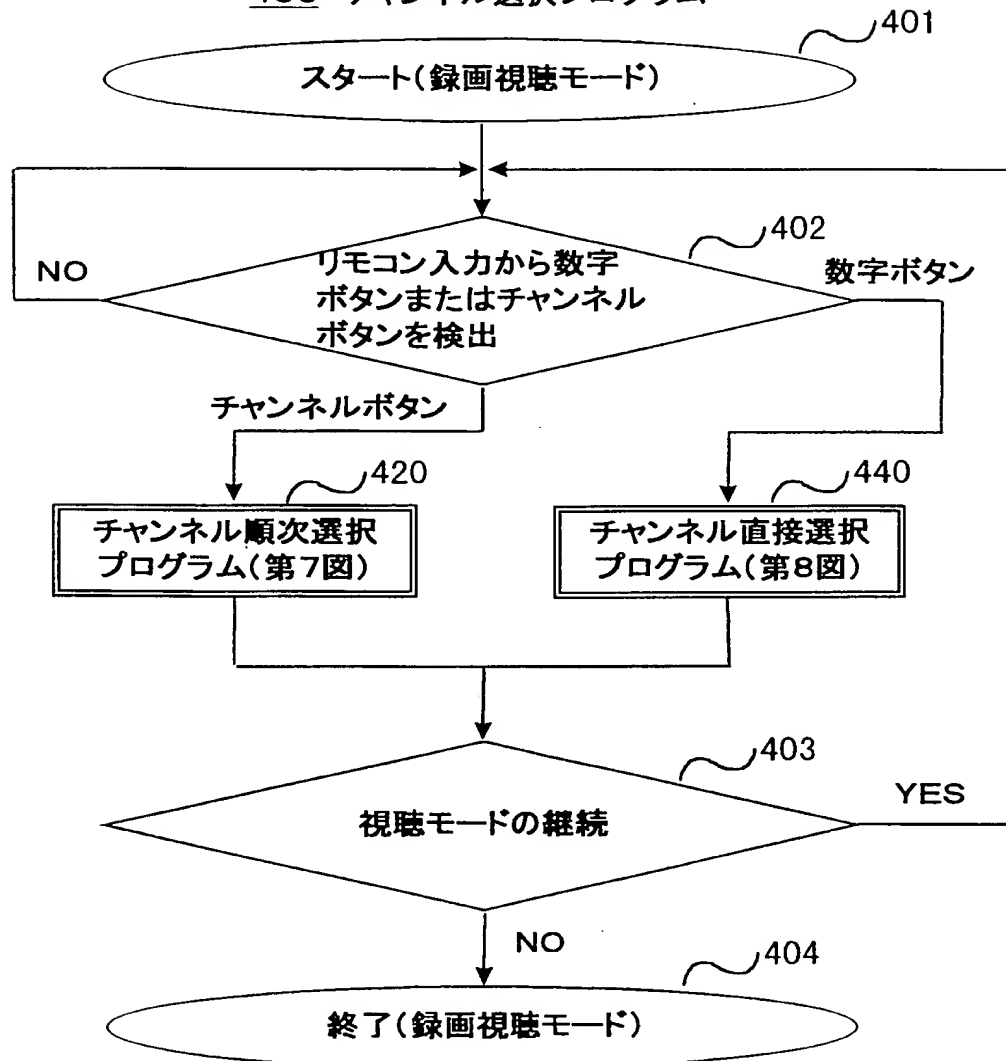 チャンネル選択プログラム
401
スタート(録画視聴モード)
402
NO
リモコン入力から数字
ボタンまたはチャンネル
ボタンを検出
数字ボタン
チャンネルボタン
420
440
チャンネル順次選択
プログラム(第7図)
チャンネル直接選択
プログラム(第8図)
403
視聴モードの継続
YES
NO
404
終了(録画視聴モード)